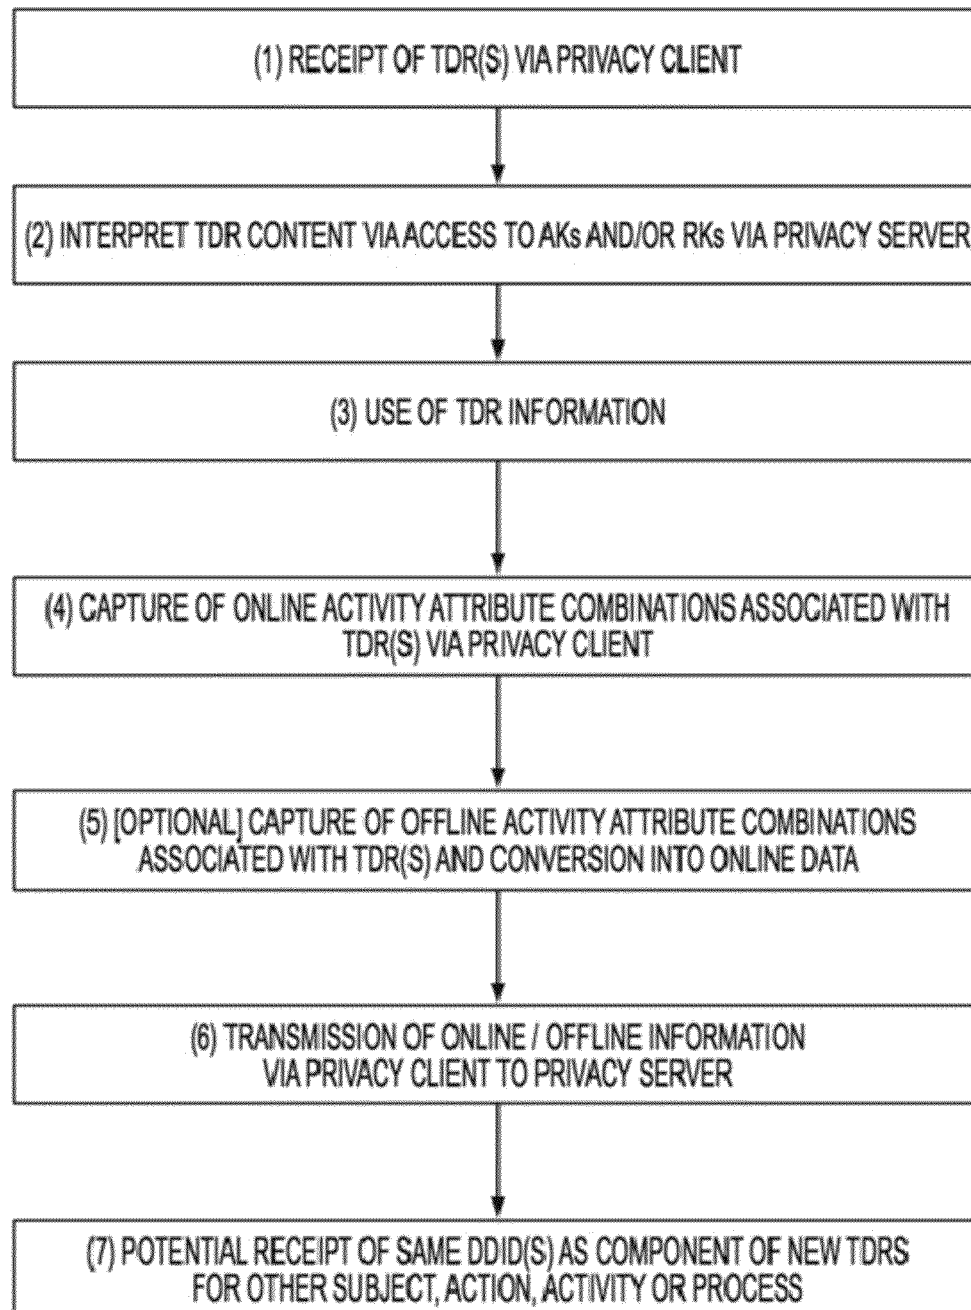 (1) RECEIPT OF TDR(S) VIA PRIVACY CLIENT
(2) INTERPRET TDR CONTENT VIA ACCESS TO AKs AND/OR RKs VIA PRIVACY SERVER
(3) USE OF TDR INFORMATION
(4) CAPTURE OF ONLINE ACTIVITY ATTRIBUTE COMBINATIONS ASSOCIATED WITH
TDR(S) VIA PRIVACY CLIENT
(5) [OPTIONAL] CAPTURE OF OFFLINE ACTIVITY ATTRIBUTE COMBINATIONS
ASSOCIATED WITH TDR(S) AND CONVERSION INTO ONLINE DATA
(6) TRANSMISSION OF ONLINE / OFFLINE INFORMATION
VIA PRIVACY CLIENT TO PRIVACY SERVER
(7) POTENTIAL RECEIPT OF SAME DDID(S) AS COMPONENT OF NEW TDRS
FOR OTHER SUBJECT, ACTION, ACTIVITY OR PROCESS